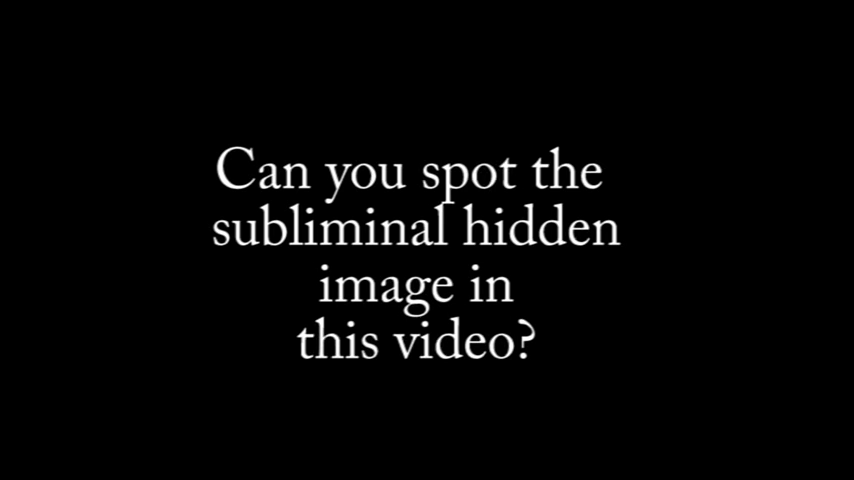 Can you spot the
subliminal hidden
image in
this video?